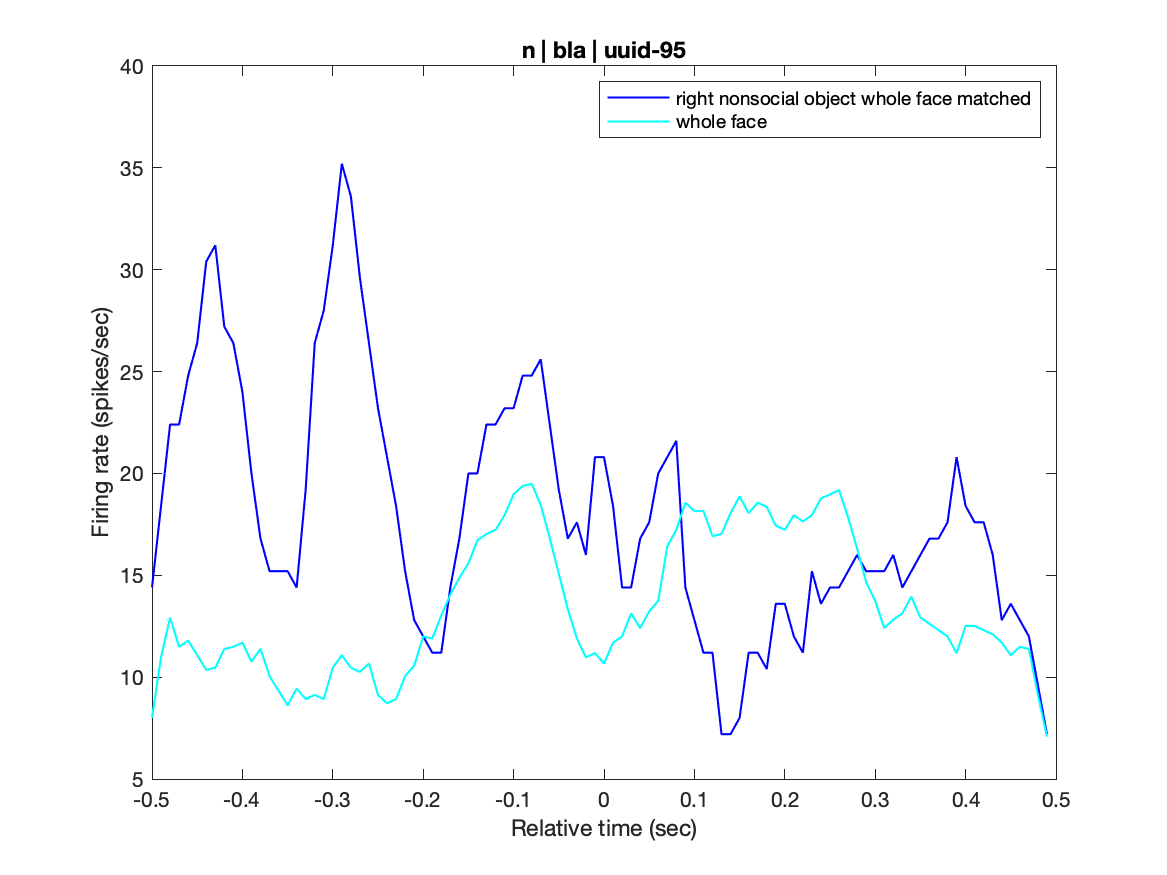 n | bla | uuid-95
40
35
30
25
20
15
10
5
Firing rate (spikes/sec)
right nonsocial object whole face matched
whole face
-0.5 -0.4 -0.3 -0.2 -0.1 0 0.1 0.2 0.3 0.4 0.5
Relative time (sec)